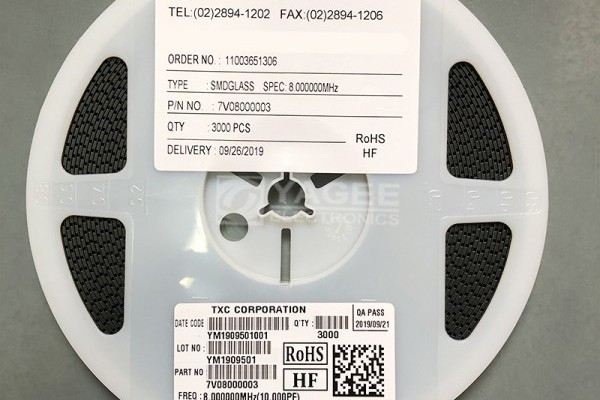 TEL:(02)2894-1202 FAX:(02)2894-1206
ORDER NO. : 11003651306
TYPE : SMDGLASS SPEC: 8.000000MHz
P/N NO. : 7V08000003
QTY : 3000 PCS
RoHS
HF
DELIVERY : 09/26/2019
YAGEE
ELECTRONICS
TXC CORPORATION
DATE CODE
YM1909501001
Q'TY :
3000
QA PASS
2019/09/21
LOT NO :
YM1909501
PART NO
7V08000003
RoHS
HF
FREQ : 8.000000MHz(10.000PF)